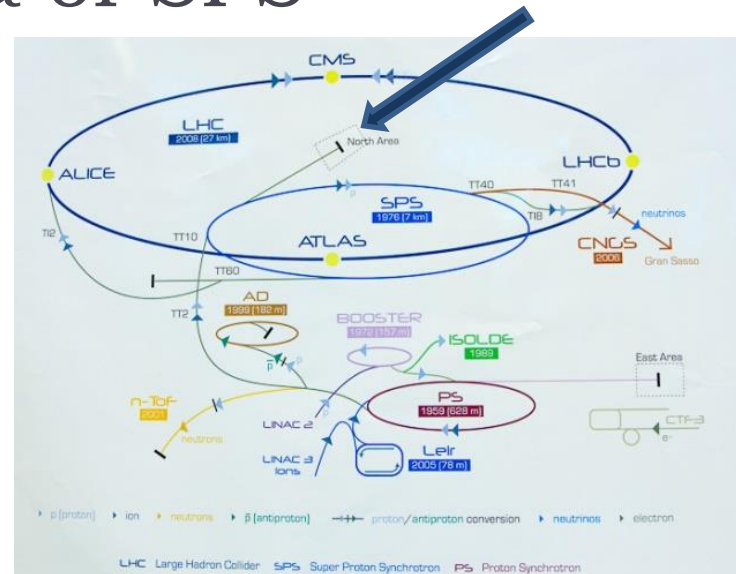 CMS
LHC
2008 (27 km)
North Area
ALICE
LHCb
TT40
TT41
SPS
1976 (7 km)
p
TI8
neutrinos
TI2
TT10
ATLAS
CNGS
2006
Gran Sasso
TT60
AD
1999 (182 m)
TT2
BOOSTER
1972 (157 m)
ISOLDE
1989
East Area
p
p̅
n-ToF
2001
PS
1959 (628 m)
LINAC 2
p
CTF-3
e-
neutrons
LINAC 3
Ions
LeIr
2005 (78 m)
p (proton) ion neutrons p̅ (antiproton) proton/antiproton conversion neutrinos electron
LHC Large Hadron Collider SPS Super Proton Synchrotron PS Proton Synchrotron